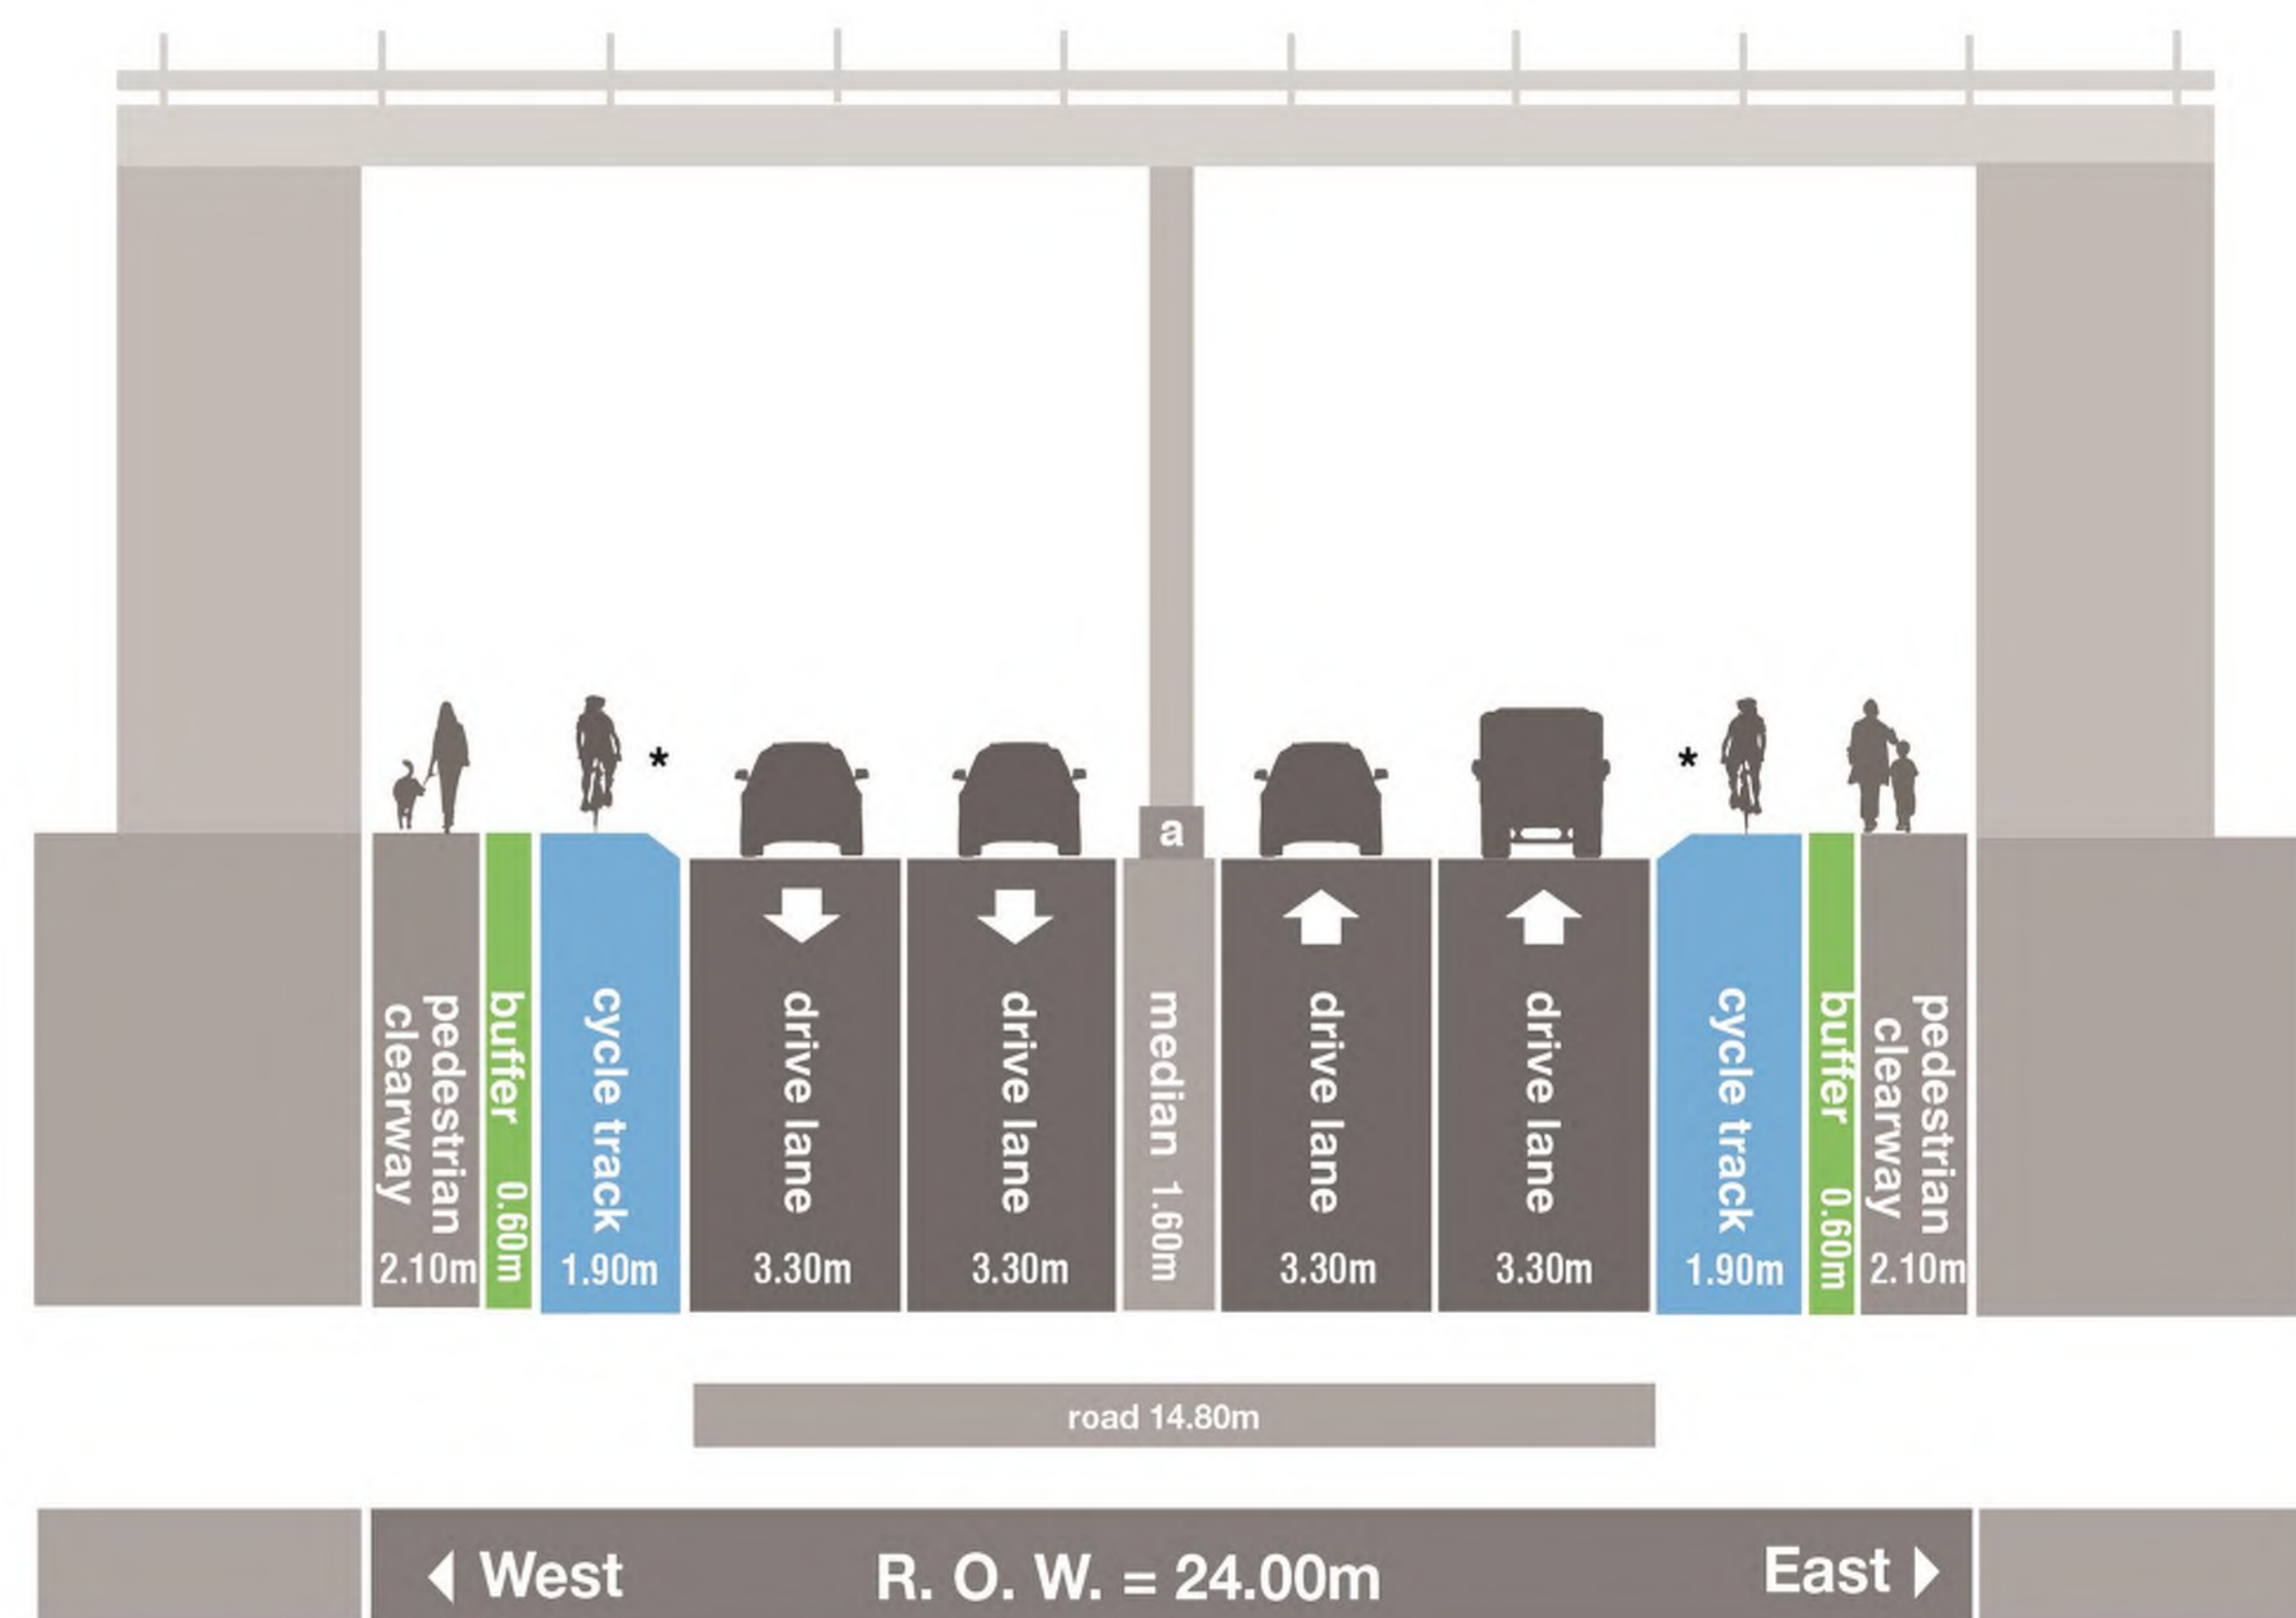 *
*
a
pedestrian
clearway
2.10m
buffer 0.60m
cycle track
1.90m
drive lane
3.30m
drive lane
3.30m
median 1.60m
drive lane
3.30m
drive lane
3.30m
cycle track
1.90m
buffer 0.60m
pedestrian
clearway
2.10m
road 14.80m
West R. O. W. = 24.00m East